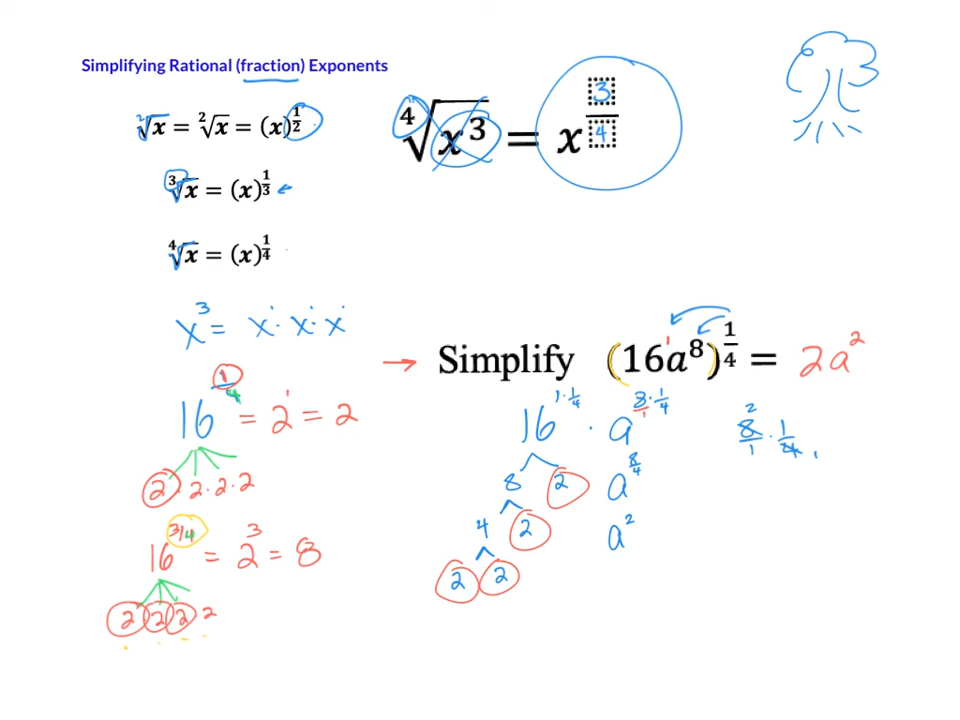 Simplifying Rational (fraction) Exponents
√x = ²√x = (x)^(1/2)
⁴√(x³) = x^(3/4)
³√x = (x)^(1/3)
⁴√x = (x)^(1/4)
x³ = x · x · x
Simplify (16a⁸)^(1/4) = 2a²
16^(1/4) = 2¹ = 2
2 · 2 · 2 · 2
16^(1·1/4) · a^(8/1·1/4)
8/1 · 1/4
2 1
8 2
a^(8/4)
4 2
a²
2 2
16^(3/4) = 2³ = 8
2 2 2 2